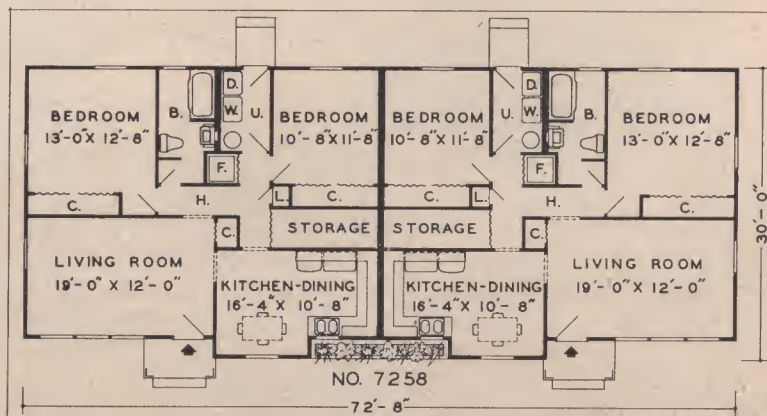 D.
B.
W.
U.
BEDROOM
13'-0" X 12'-8"
BEDROOM
10'-8" X 11'-8"
F.
H.
L.
C.
C.
C.
STORAGE
LIVING ROOM
19'-0" X 12'-0"
KITCHEN-DINING
16'-4" X 10'-8"
BEDROOM
10'-8" X 11'-8"
U.
D.
W.
B.
BEDROOM
13'-0" X 12'-8"
F.
H.
L.
C.
C.
C.
STORAGE
KITCHEN-DINING
16'-4" X 10'-8"
LIVING ROOM
19'-0" X 12'-0"
30'-0"
NO. 7258
72'-8"